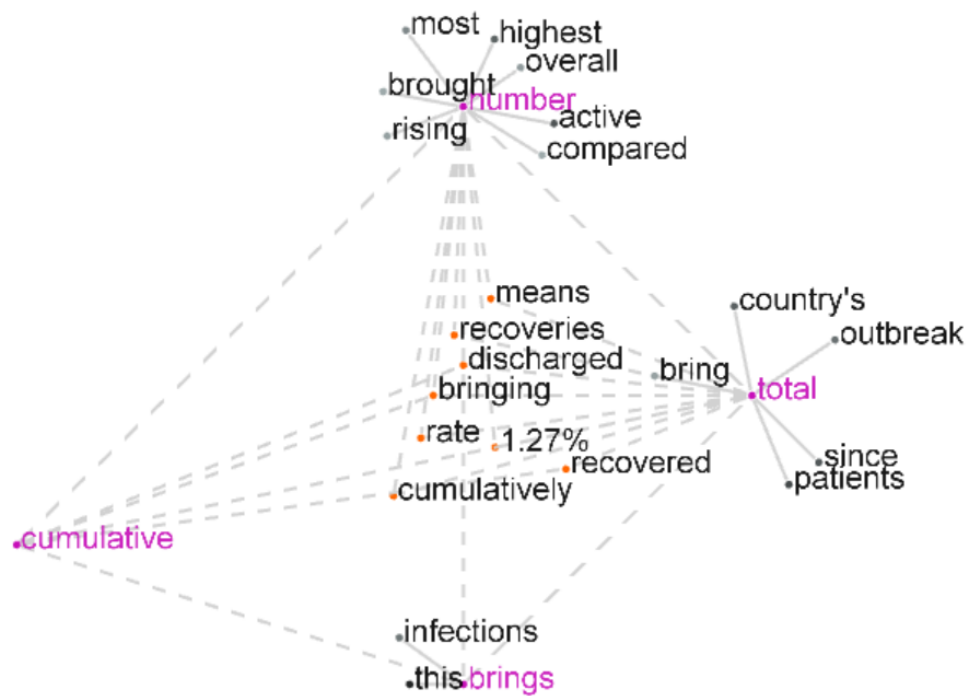 most
highest
overall
brought
number
active
rising
compared
means
country's
recoveries
outbreak
discharged
bring
bringing
total
rate
1.27%
since
recovered
patients
cumulatively
cumulative
infections
this brings